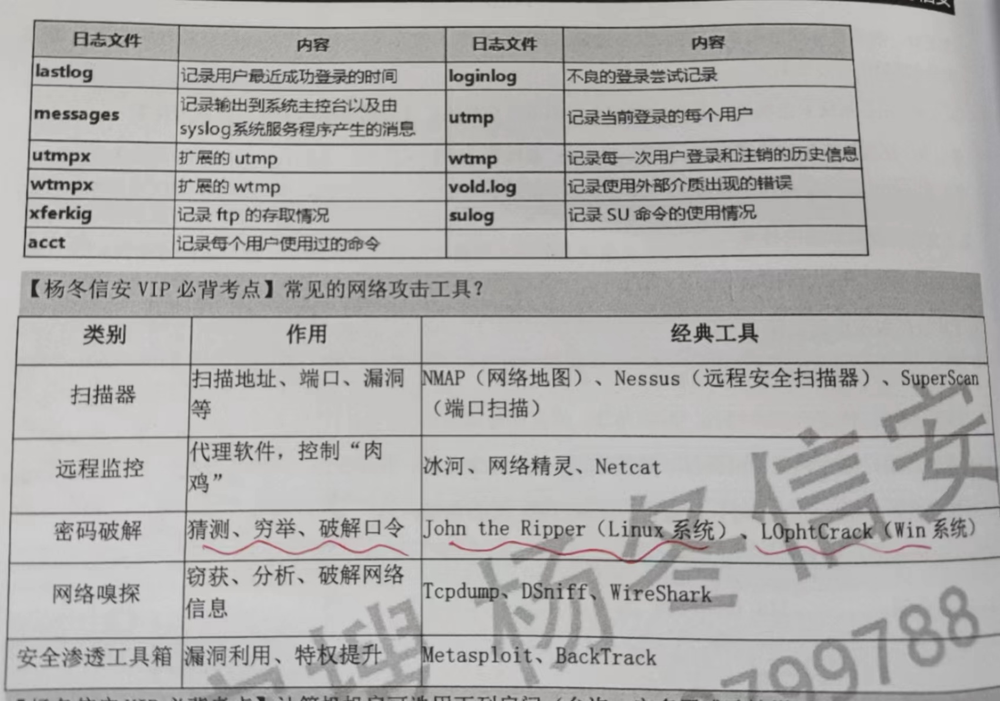 信安
日志文件 内容 日志文件 内容
lastlog 记录用户最近成功登录的时间 loginlog 不良的登录尝试记录
messages 记录输出到系统主控台以及由
syslog系统服务程序产生的消息 utmp 记录当前登录的每个用户
utmpx 扩展的 utmp wtmp 记录每一次用户登录和注销的历史信息
wtmpx 扩展的 wtmp vold.log 记录使用外部介质出现的错误
xferkig 记录 ftp 的存取情况 sulog 记录 SU 命令的使用情况
acct 记录每个用户使用过的命令
【杨冬信安 VIP 必背考点】常见的网络攻击工具？
类别 作用 经典工具
扫描器 扫描地址、端口、漏洞
等 NMAP（网络地图）、Nessus（远程安全扫描器）、SuperScan
（端口扫描）
远程监控 代理软件，控制“肉
鸡” 冰河、网络精灵、Netcat
密码破解 猜测、穷举、破解口令 John the Ripper（Linux 系统）、LOphtCrack（Win 系统）
网络嗅探 窃获、分析、破解网络
信息 Tcpdump、DSniff、WireShark
安全渗透工具箱 漏洞利用、特权提升 Metasploit、BackTrack
搜 杨冬信安
799788